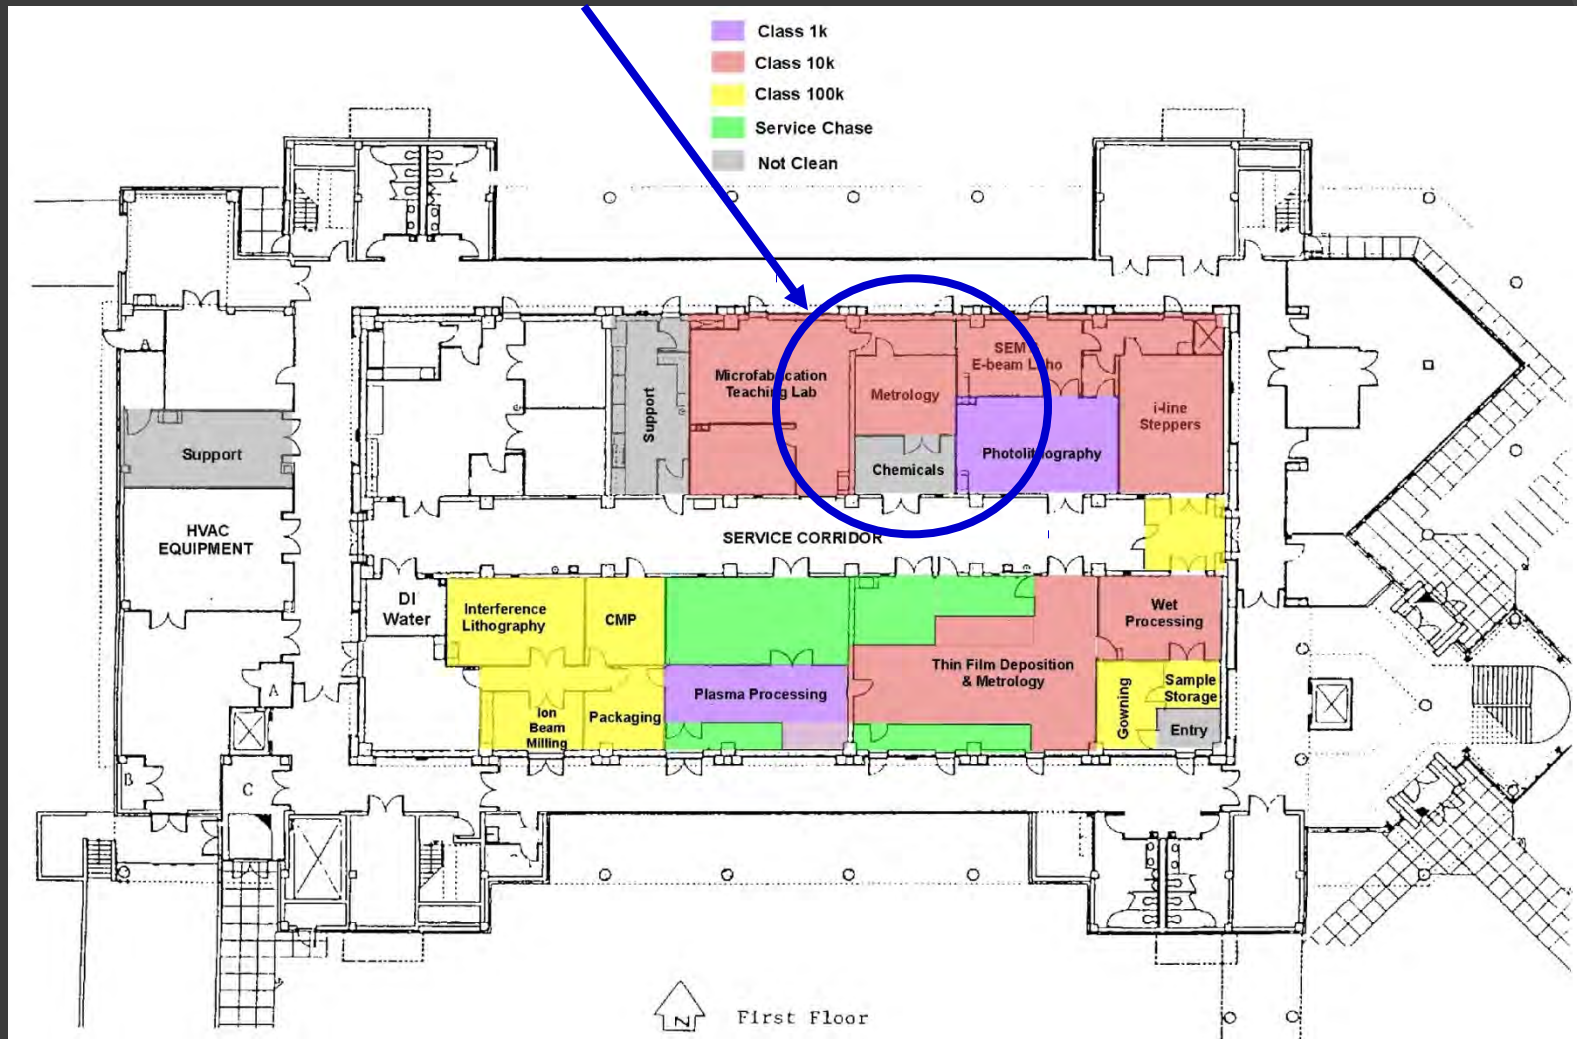 Class 1k
Class 10k
Class 100k
Service Chase
Not Clean
Microfabrication
Teaching Lab
Support
Metrology
SEM
E-beam Litho
i-line
Steppers
Chemicals
Photolithography
Support
HVAC
EQUIPMENT
SERVICE CORRIDOR
DI
Water
Interference
Lithography
CMP
Wet
Processing
Thin Film Deposition
& Metrology
Plasma Processing
Ion
Beam
Milling
Packaging
Gowning
Sample
Storage
Entry
A
A
B
C
N
First Floor